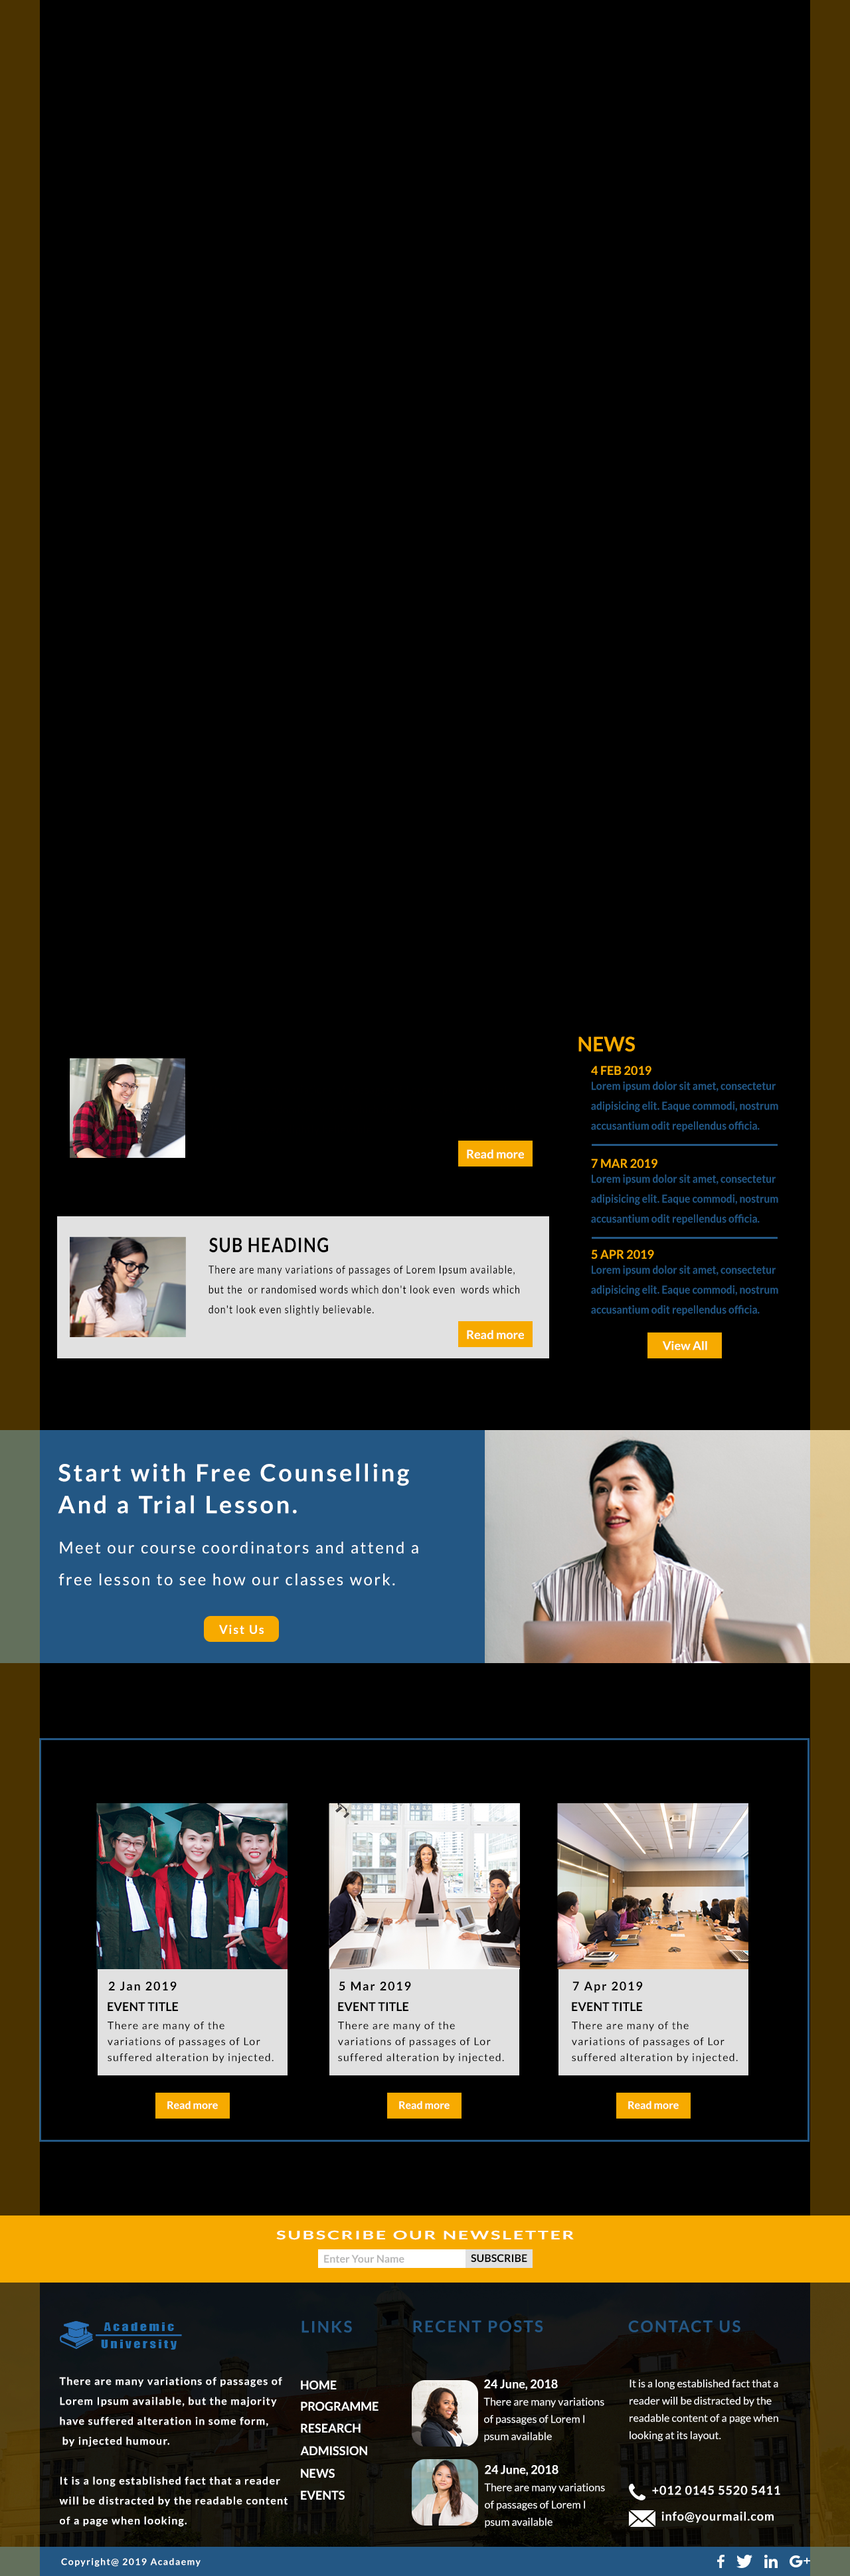 NEWS
4 FEB 2019
Lorem ipsum dolor sit amet, consectetur
adipisicing elit. Eaque commodi, nostrum
accusantium odit repellendus officia.
Read more
7 MAR 2019
Lorem ipsum dolor sit amet, consectetur
adipisicing elit. Eaque commodi, nostrum
accusantium odit repellendus officia.
SUB HEADING
There are many variations of passages of Lorem Ipsum available,
but the or randomised words which don't look even words which
don't look even slightly believable.
Read more
5 APR 2019
Lorem ipsum dolor sit amet, consectetur
adipisicing elit. Eaque commodi, nostrum
accusantium odit repellendus officia.
View All
Start with Free Counselling
And a Trial Lesson.
Meet our course coordinators and attend a
free lesson to see how our classes work.
Vist Us
2 Jan 2019
EVENT TITLE
There are many of the
variations of passages of Lor
suffered alteration by injected.
Read more
5 Mar 2019
EVENT TITLE
There are many of the
variations of passages of Lor
suffered alteration by injected.
Read more
7 Apr 2019
EVENT TITLE
There are many of the
variations of passages of Lor
suffered alteration by injected.
Read more
SUBSCRIBE OUR NEWSLETTER
Enter Your Name
SUBSCRIBE
Academic
University
There are many variations of passages of
Lorem Ipsum available, but the majority
have suffered alteration in some form,
by injected humour.
It is a long established fact that a reader
will be distracted by the readable content
of a page when looking.
LINKS
HOME
PROGRAMME
RESEARCH
ADMISSION
NEWS
EVENTS
RECENT POSTS
24 June, 2018
There are many variations
of passages of Lorem I
psum available
24 June, 2018
There are many variations
of passages of Lorem I
psum available
CONTACT US
It is a long established fact that a
reader will be distracted by the
readable content of a page when
looking at its layout.
+012 0145 5520 5411
info@yourmail.com
Copyright@ 2019 Acadaemy